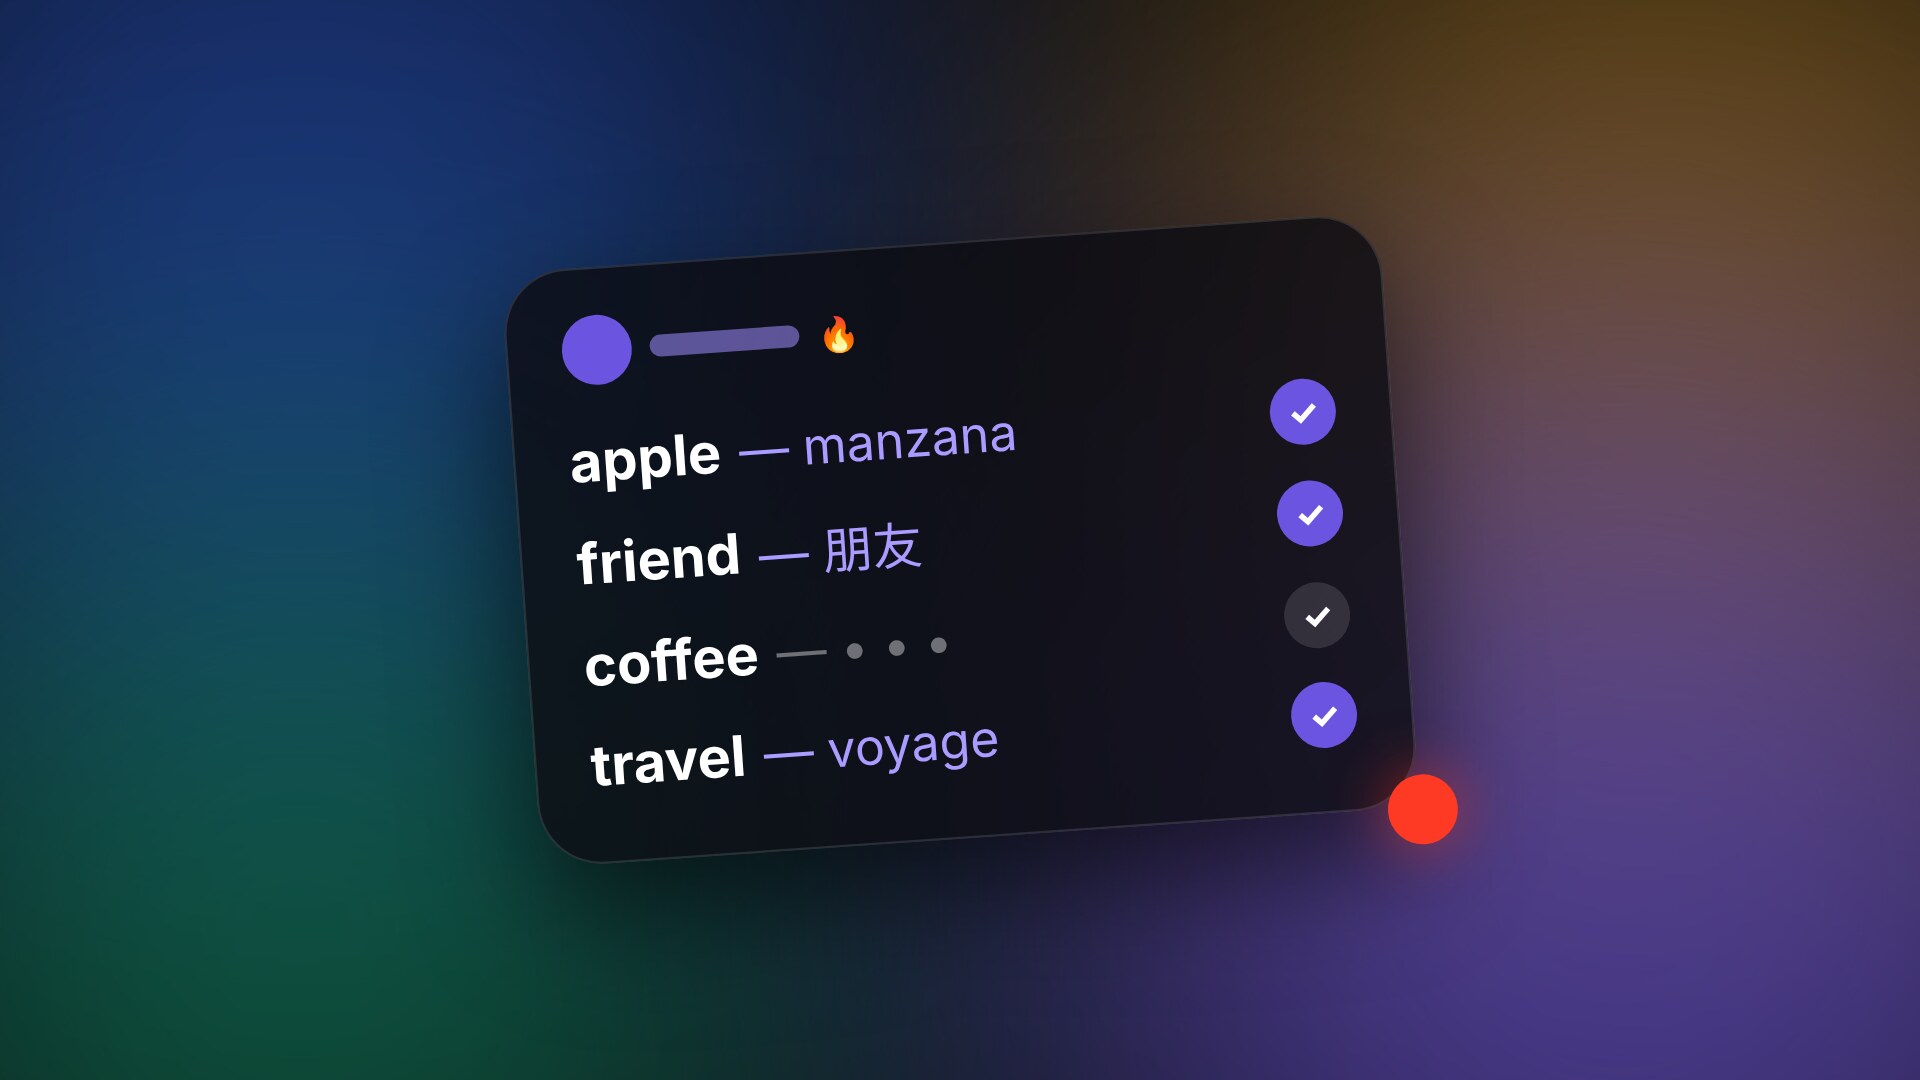 🔥
apple — manzana
friend — 朋友
coffee — • • •
travel — voyage